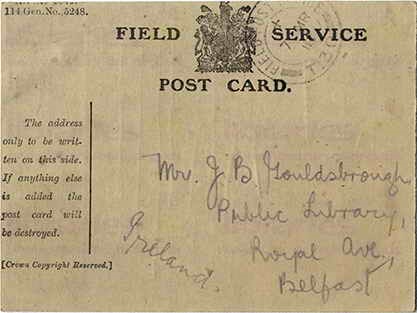 114.Gen.No./5248.
FIELD SERVICE
POST CARD.
The address
only to be writ-
ten on this side.
If anything else
is added the
post card will
be destroyed.
[Crown Copyright Reserved.]
Mr. J B Gouldsbrough
Public Library,
Royal Ave.,
Belfast
Ireland.